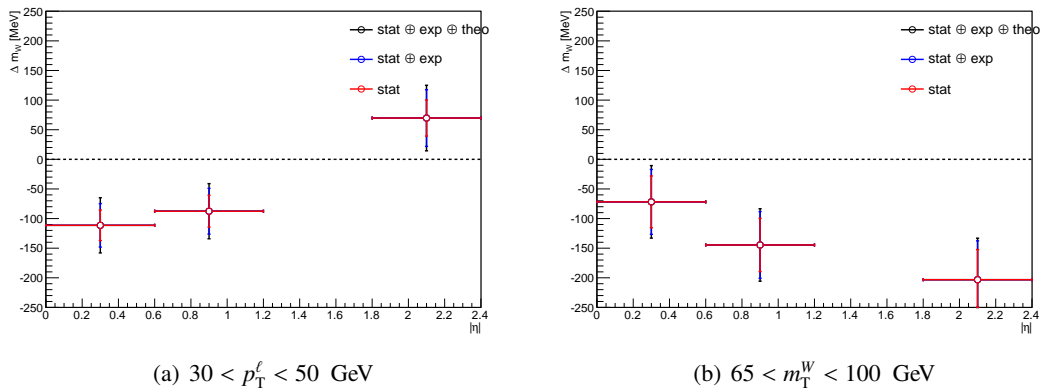 Δ m_W [MeV]
250
200
150
100
50
0
-50
-100
-150
-200
-250
stat ⊕ exp ⊕ theo
stat ⊕ exp
stat
0 0.2 0.4 0.6 0.8 1 1.2 1.4 1.6 1.8 2 2.2 2.4
|η|
(a) 30 < p_T^ℓ < 50 GeV
Δ m_W [MeV]
250
200
150
100
50
0
-50
-100
-150
-200
-250
stat ⊕ exp ⊕ theo
stat ⊕ exp
stat
0 0.2 0.4 0.6 0.8 1 1.2 1.4 1.6 1.8 2 2.2 2.4
|η|
(b) 65 < m_T^W < 100 GeV